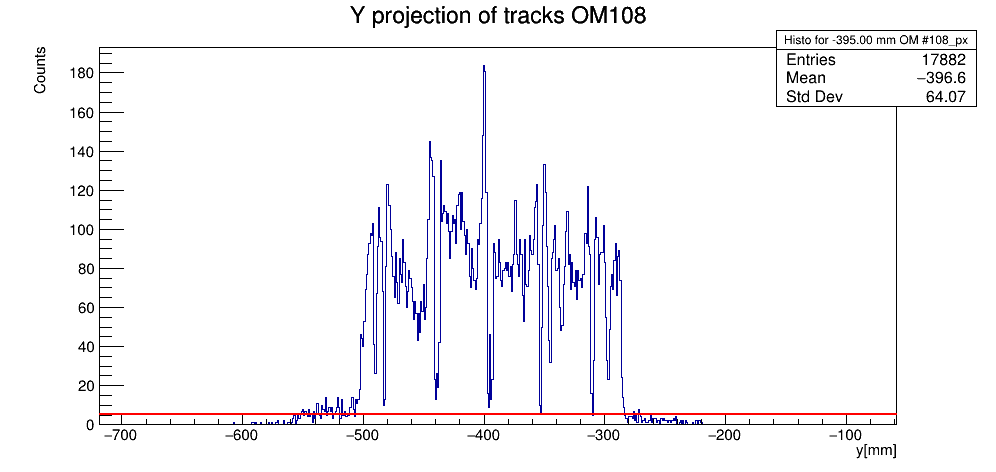 Y projection of tracks OM108
Histo for -395.00 mm OM #108_px
Entries 17882
Mean −396.6
Std Dev 64.07
Counts
180
160
140
120
100
80
60
40
20
0
−700 −600 −500 −400 −300 −200 −100
y[mm]